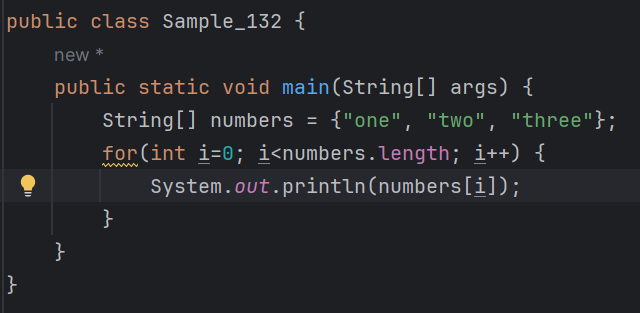 public class Sample_132 {
new *
public static void main(String[] args) {
String[] numbers = {"one", "two", "three"};
for(int i=0; i<numbers.length; i++) {
System.out.println(numbers[i]);
}
}
}